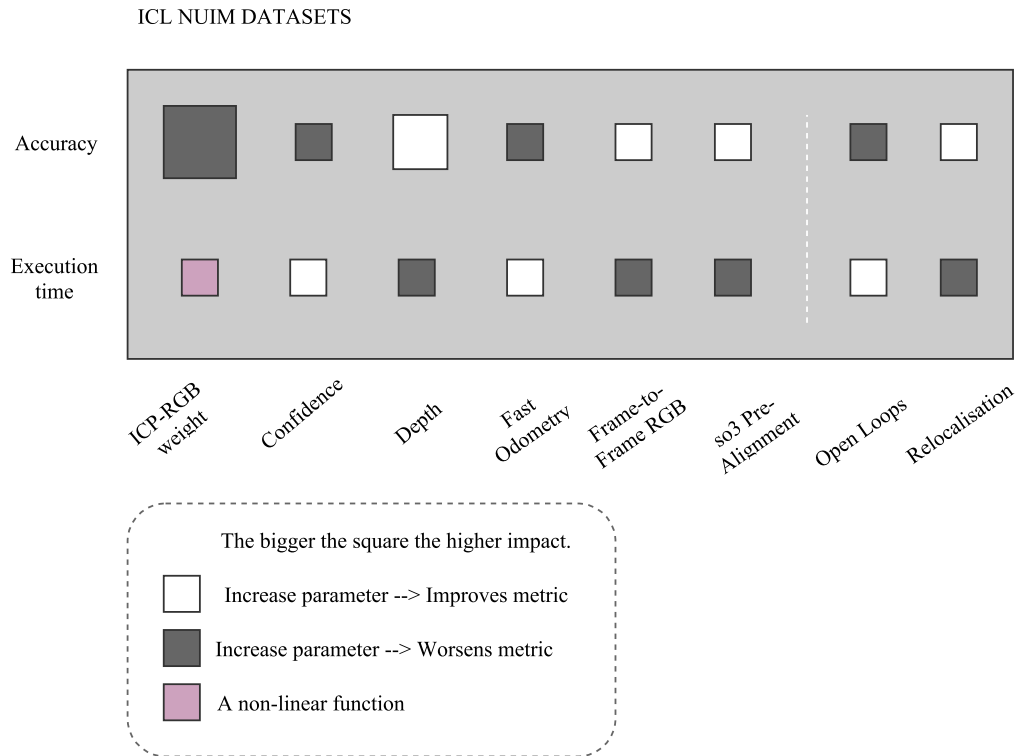 ICL NUIM DATASETS
Accuracy
Execution
time
ICP-RGB
weight
Confidence
Depth
Fast
Odometry
Frame-to-
Frame RGB
so3 Pre-
Alignment
Open Loops
Relocalisation
The bigger the square the higher impact.
Increase parameter --> Improves metric
Increase parameter --> Worsens metric
A non-linear function